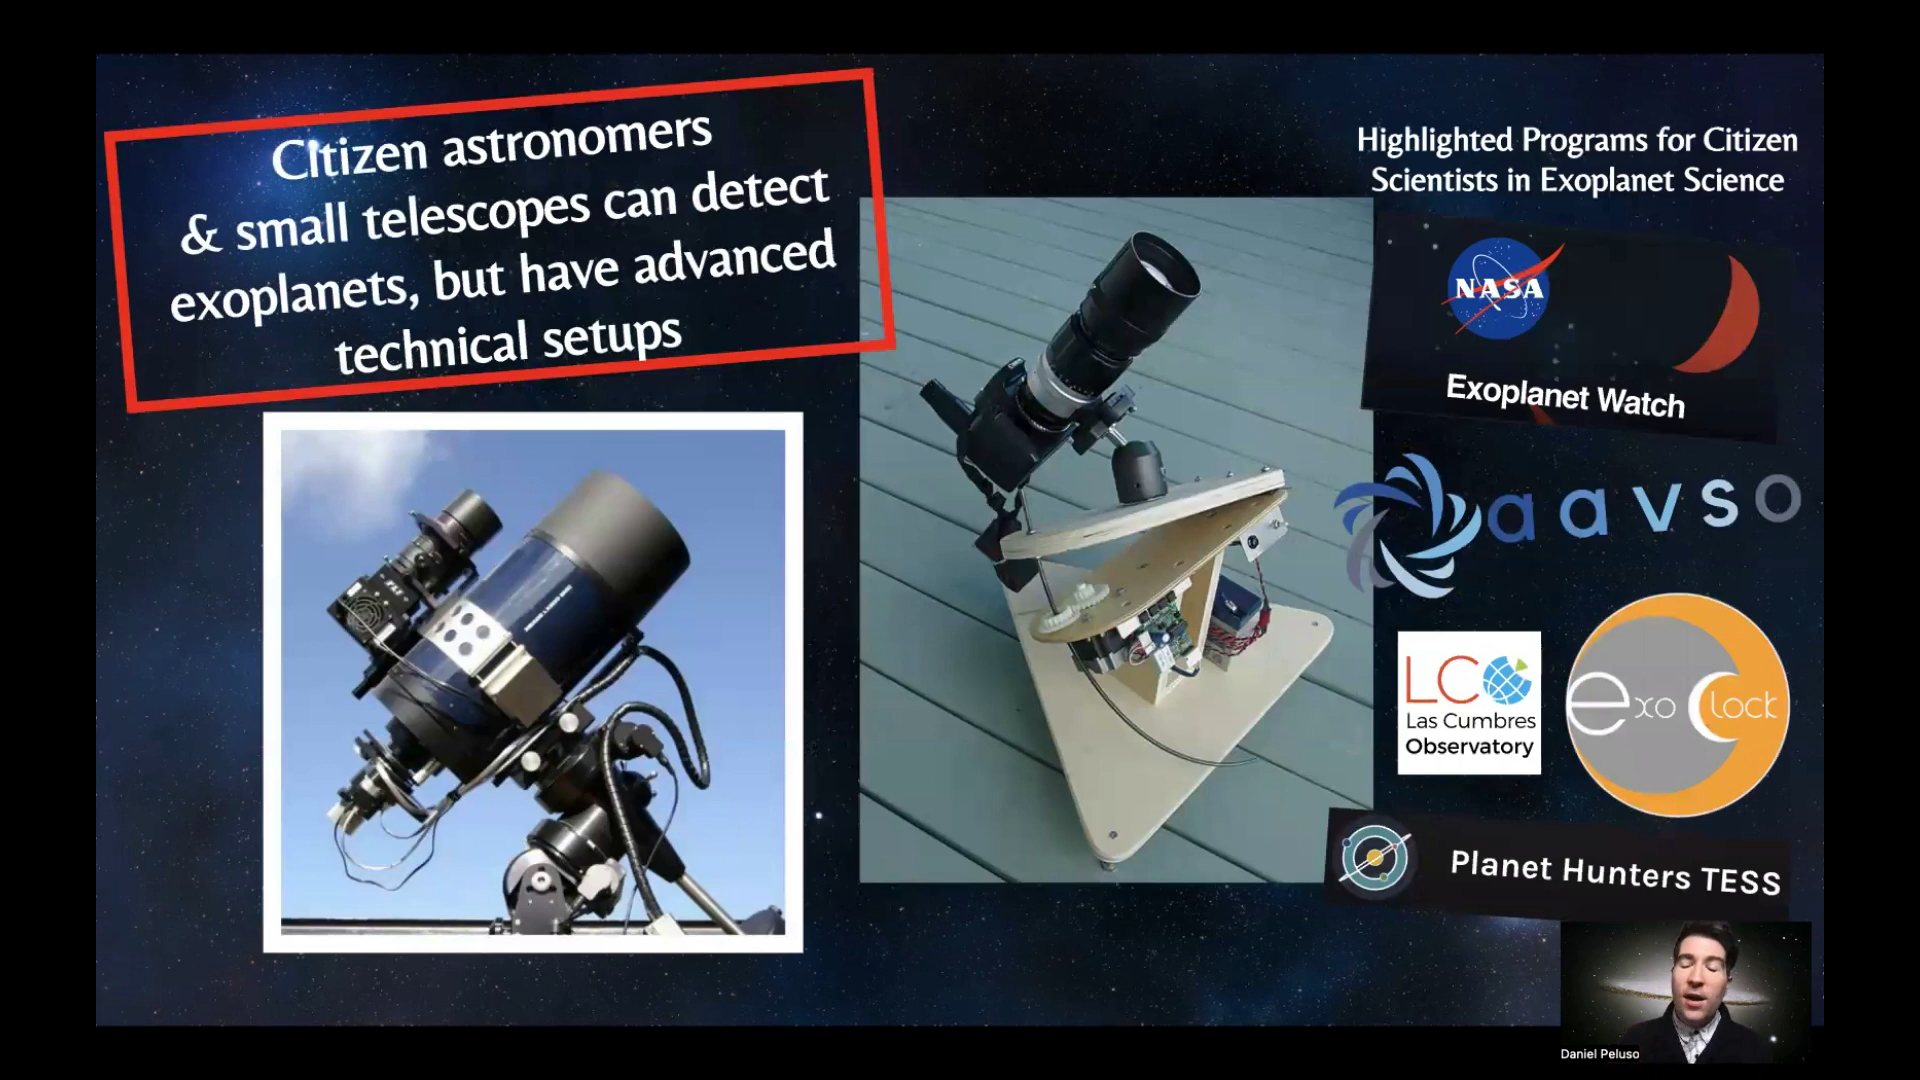 Citizen astronomers
& small telescopes can detect
exoplanets, but have advanced
technical setups
Highlighted Programs for Citizen
Scientists in Exoplanet Science
NASA
Exoplanet Watch
aavso
LCO
Las Cumbres
Observatory
exo Clock
Planet Hunters TESS
Daniel Peluso